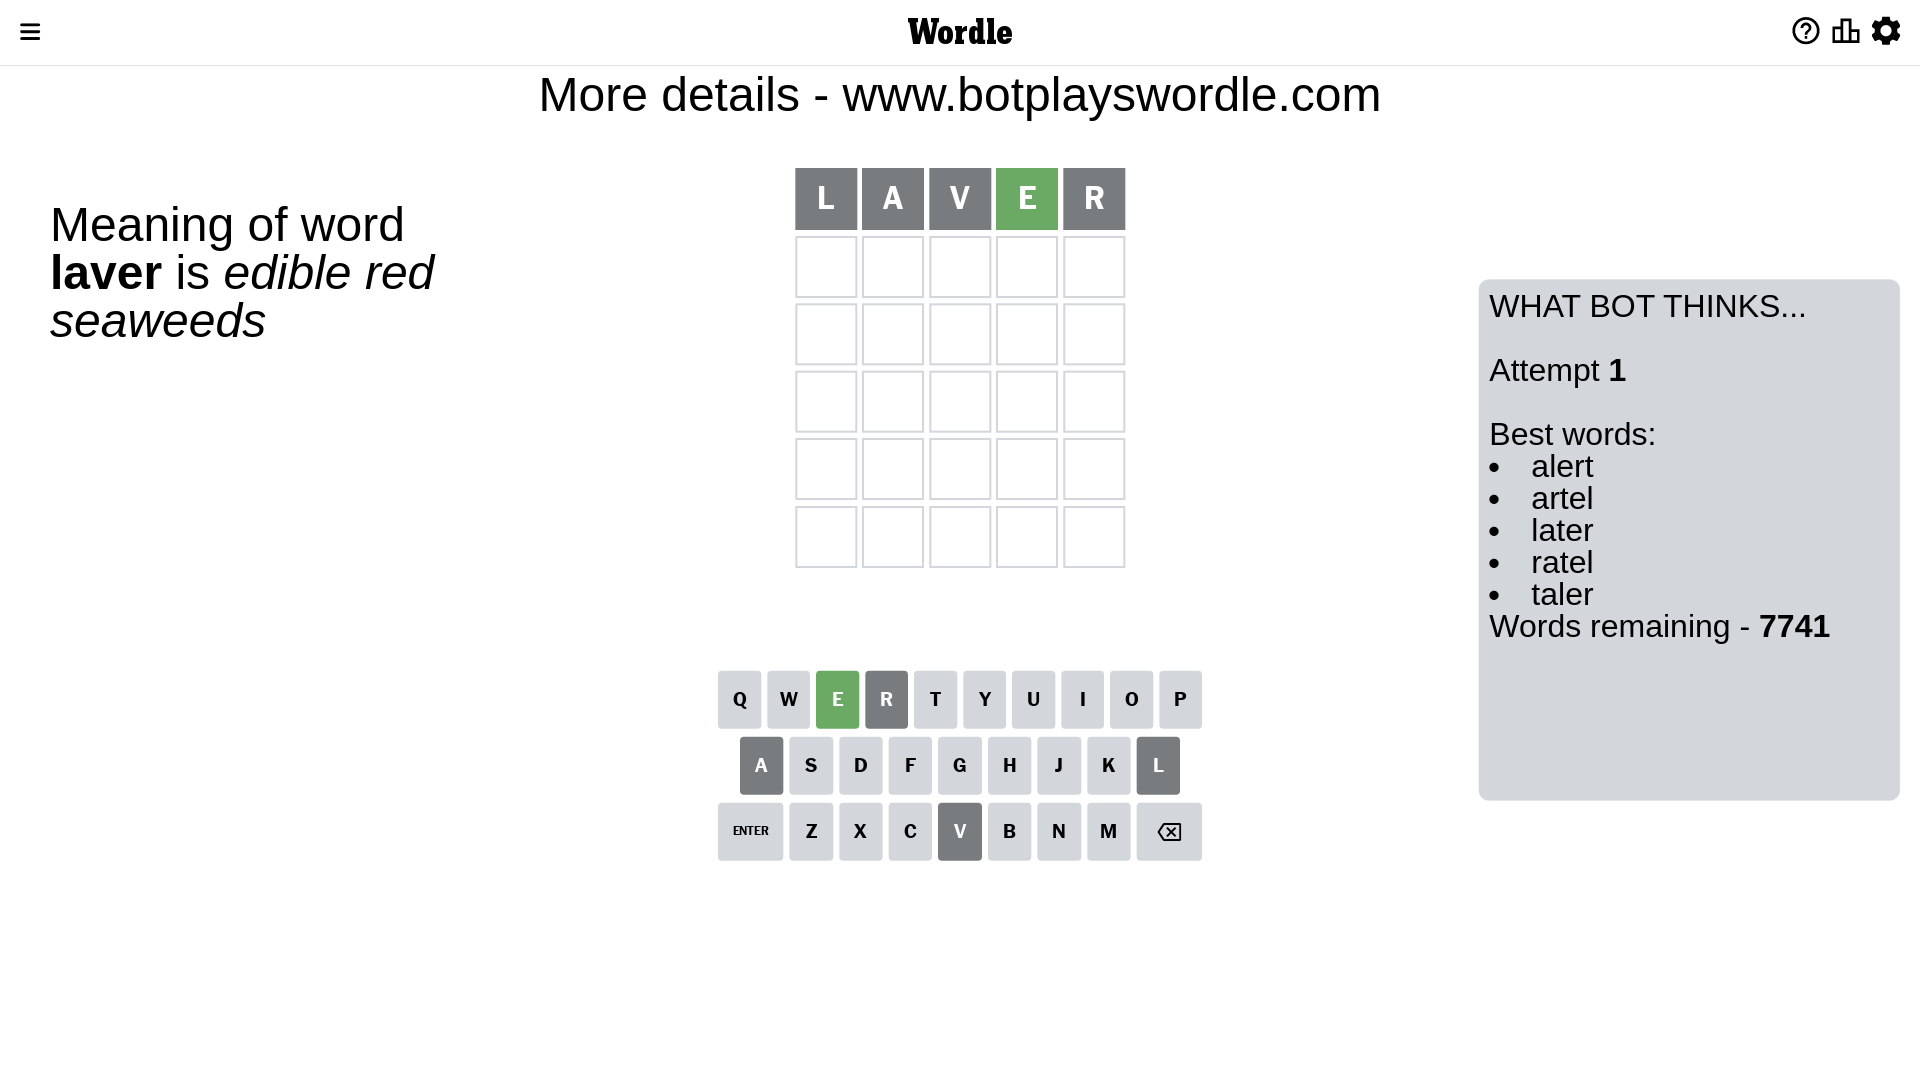 Wordle
More details - www.botplayswordle.com
Meaning of word
laver is edible red
seaweeds
L A V E R
WHAT BOT THINKS...
Attempt 1
Best words:
• alert
• artel
• later
• ratel
• taler
Words remaining - 7741
Q W E R T Y U I O P
A S D F G H J K L
ENTER Z X C V B N M